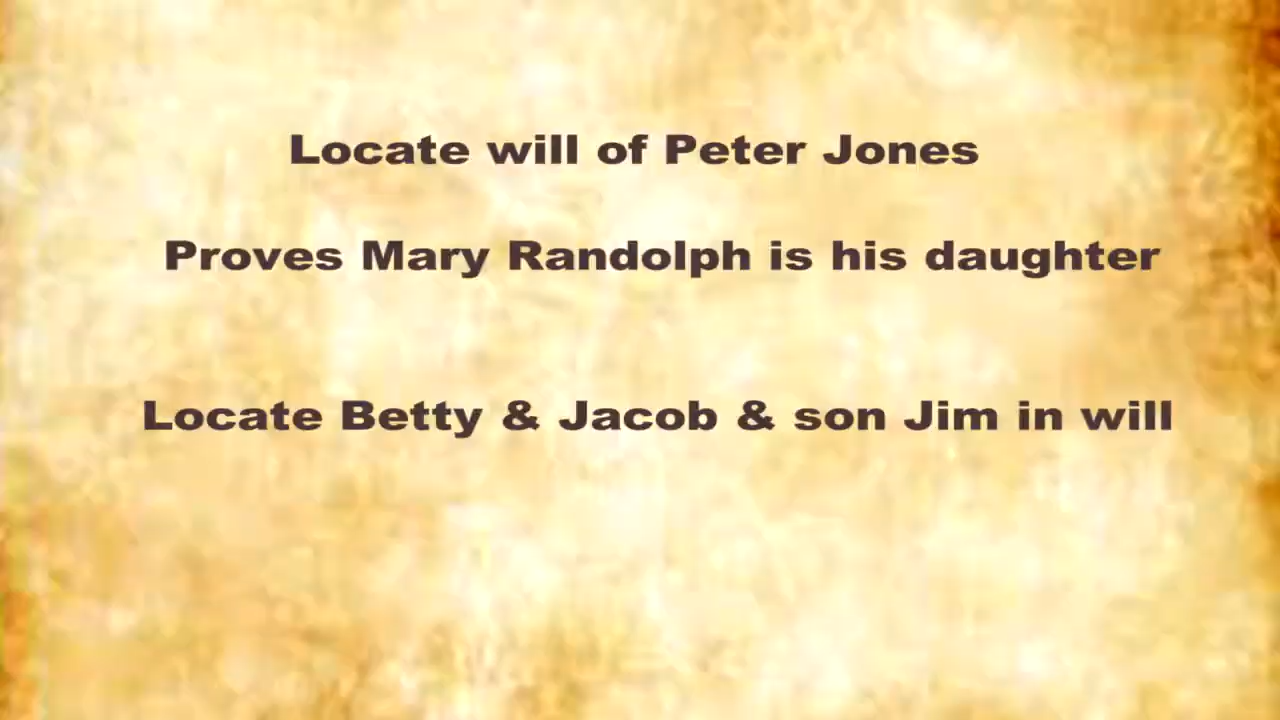 Locate will of Peter Jones
Proves Mary Randolph is his daughter
Locate Betty & Jacob & son Jim in will